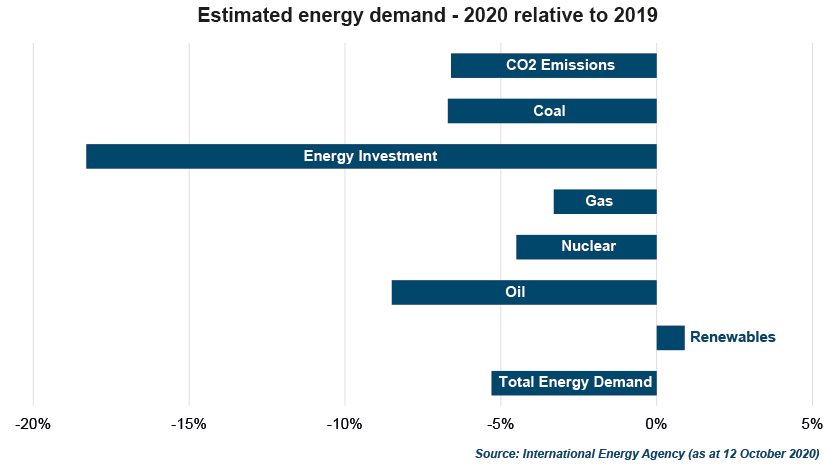 Estimated energy demand - 2020 relative to 2019
CO2 Emissions
Coal
Energy Investment
Gas
Nuclear
Oil
Renewables
Total Energy Demand
-20% -15% -10% -5% 0% 5%
Source: International Energy Agency (as at 12 October 2020)